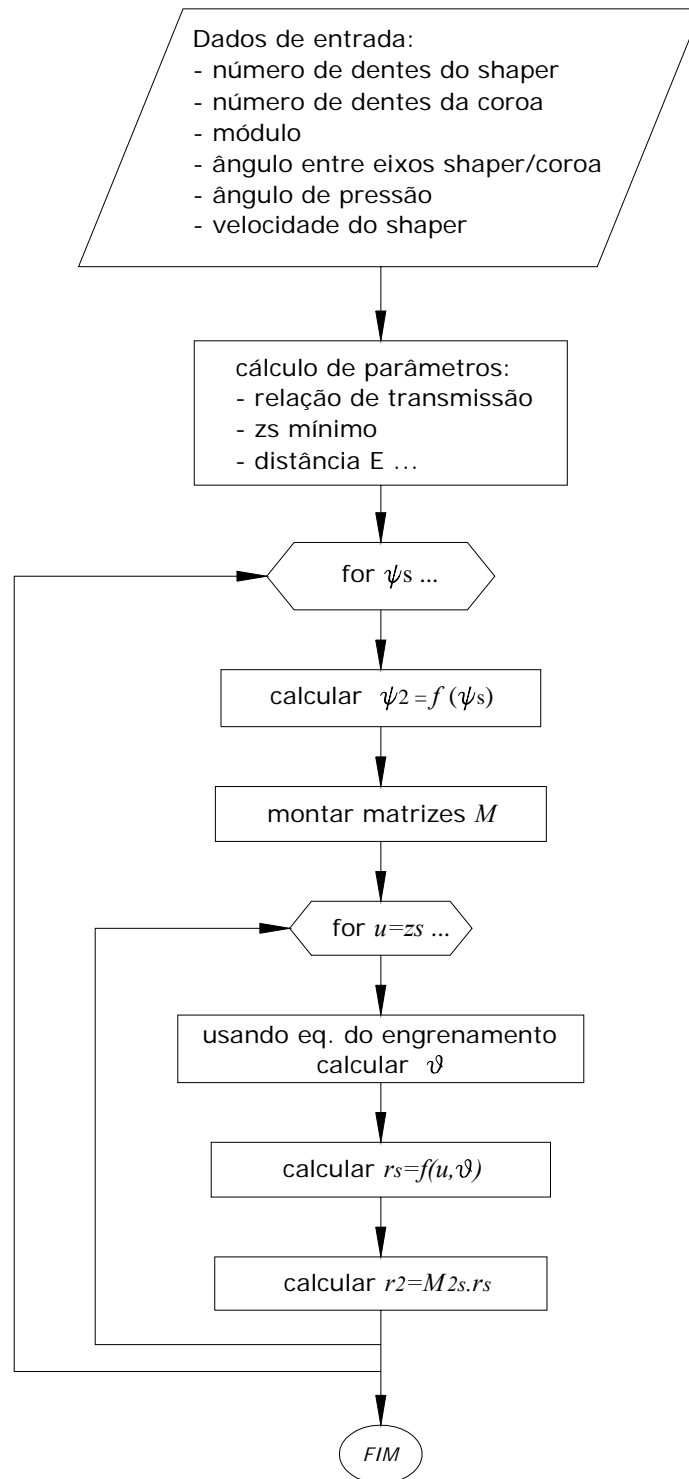 Dados de entrada:
- número de dentes do shaper
- número de dentes da coroa
- módulo
- ângulo entre eixos shaper/coroa
- ângulo de pressão
- velocidade do shaper
cálculo de parâmetros:
- relação de transmissão
- zs mínimo
- distância E ...
for ψs ...
calcular ψ2 = f (ψs)
montar matrizes M
for u=zs ...
usando eq. do engrenamento
calcular ϑ
calcular rs=f(u,ϑ)
calcular r2=M2s.rs
FIM